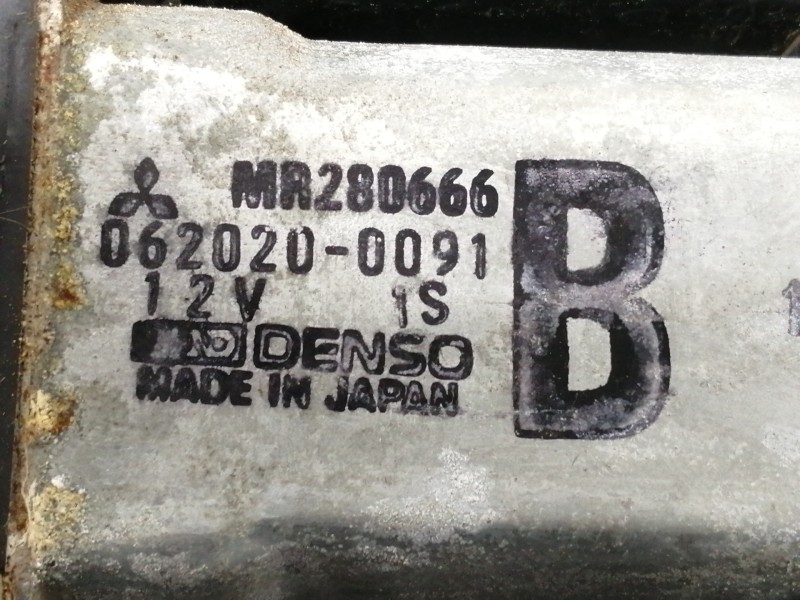 MR280666
062020-0091
12V 1S
DENSO
MADE IN JAPAN
B